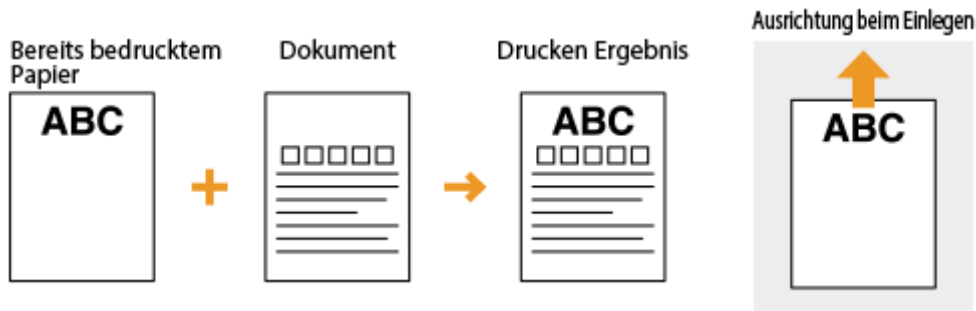 Ausrichtung beim Einlegen
Bereits bedrucktem
Papier
Dokument
Drucken Ergebnis
ABC
ABC
ABC